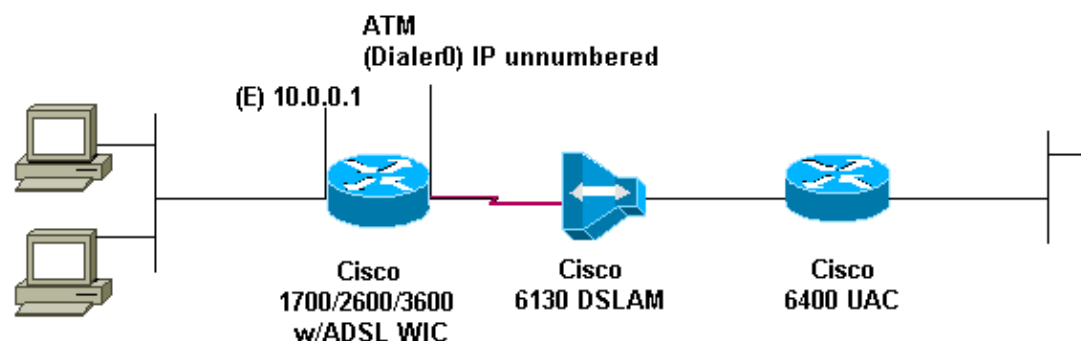 ATM
(Dialer0) IP unnumbered
(E) 10.0.0.1
Cisco
1700/2600/3600
w/ADSL WIC
Cisco
6130 DSLAM
Cisco
6400 UAC